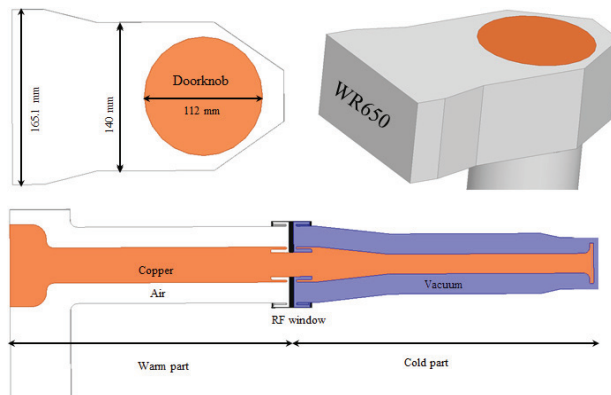 165.1 mm
140 mm
Doorknob
112 mm
WR650
Copper
Air
Vacuum
RF window
Warm part
Cold part